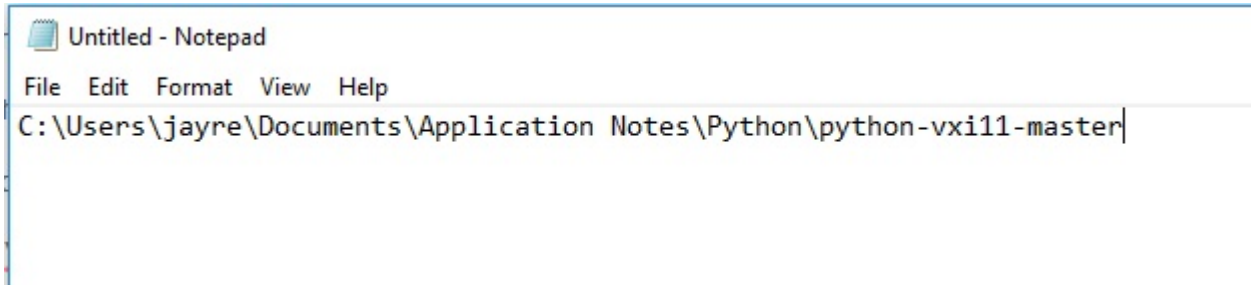 Untitled - Notepad
File Edit Format View Help
C:\Users\jayre\Documents\Application Notes\Python\python-vxi11-master